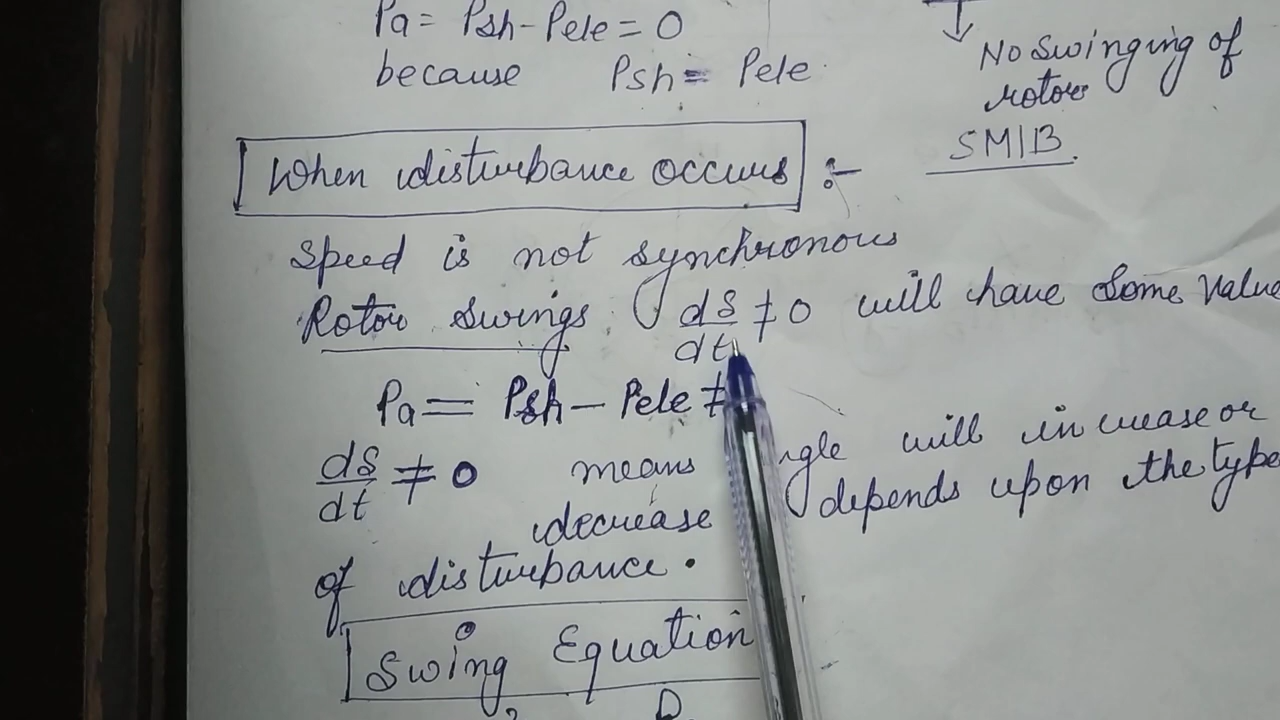 Pa = Psh - Pele = 0
because Psh = Pele
No Swinging of
rotor
SMIB.
When disturbance occurs :-
Speed is not synchronous
Rotor Swings dδ/dt ≠ 0 will have Some Value
Pa = Psh - Pele ≠
dδ/dt ≠ 0 means will increase or
decrease depends upon the type
of disturbance.
Swing Equation